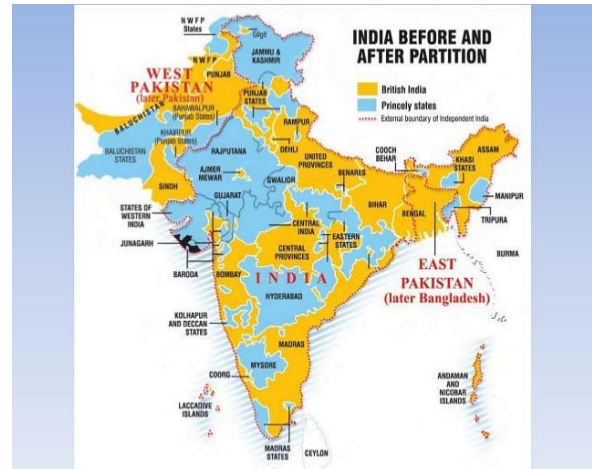 INDIA BEFORE AND
AFTER PARTITION
British India
Princely states
External boundary of Independent India
N W F P
States
Gilgit
JAMMU &
KASHMIR
N W F P
WEST
PAKISTAN
(later Pakistan)
PUNJAB
PUNJAB
STATES
BAHAWALPUR
(Punjab States)
BALUCHISTAN
KHAIRPUR
(Punjab States)
BALUCHISTAN
STATES
SINDH
RAMPUR
DEHLI
RAJPUTANA
UNITED
PROVINCES
COOCH
BEHAR
ASSAM
KHASI
STATES
AJMER
MEWAR
GWALIOR
BENARES
BIHAR
MANIPUR
GUJARAT
STATES OF
WESTERN
INDIA
CENTRAL
INDIA
EASTERN
STATES
BENGAL
TRIPURA
JUNAGARH
CENTRAL
PROVINCES
BURMA
EAST
PAKISTAN
(later Bangladesh)
BARODA
BOMBAY
INDIA
HYDERABAD
KOLHAPUR
AND DECCAN
STATES
MADRAS
MYSORE
COORG
ANDAMAN
AND
NICOBAR
ISLANDS
LACCADIVE
ISLANDS
MADRAS
STATES
CEYLON